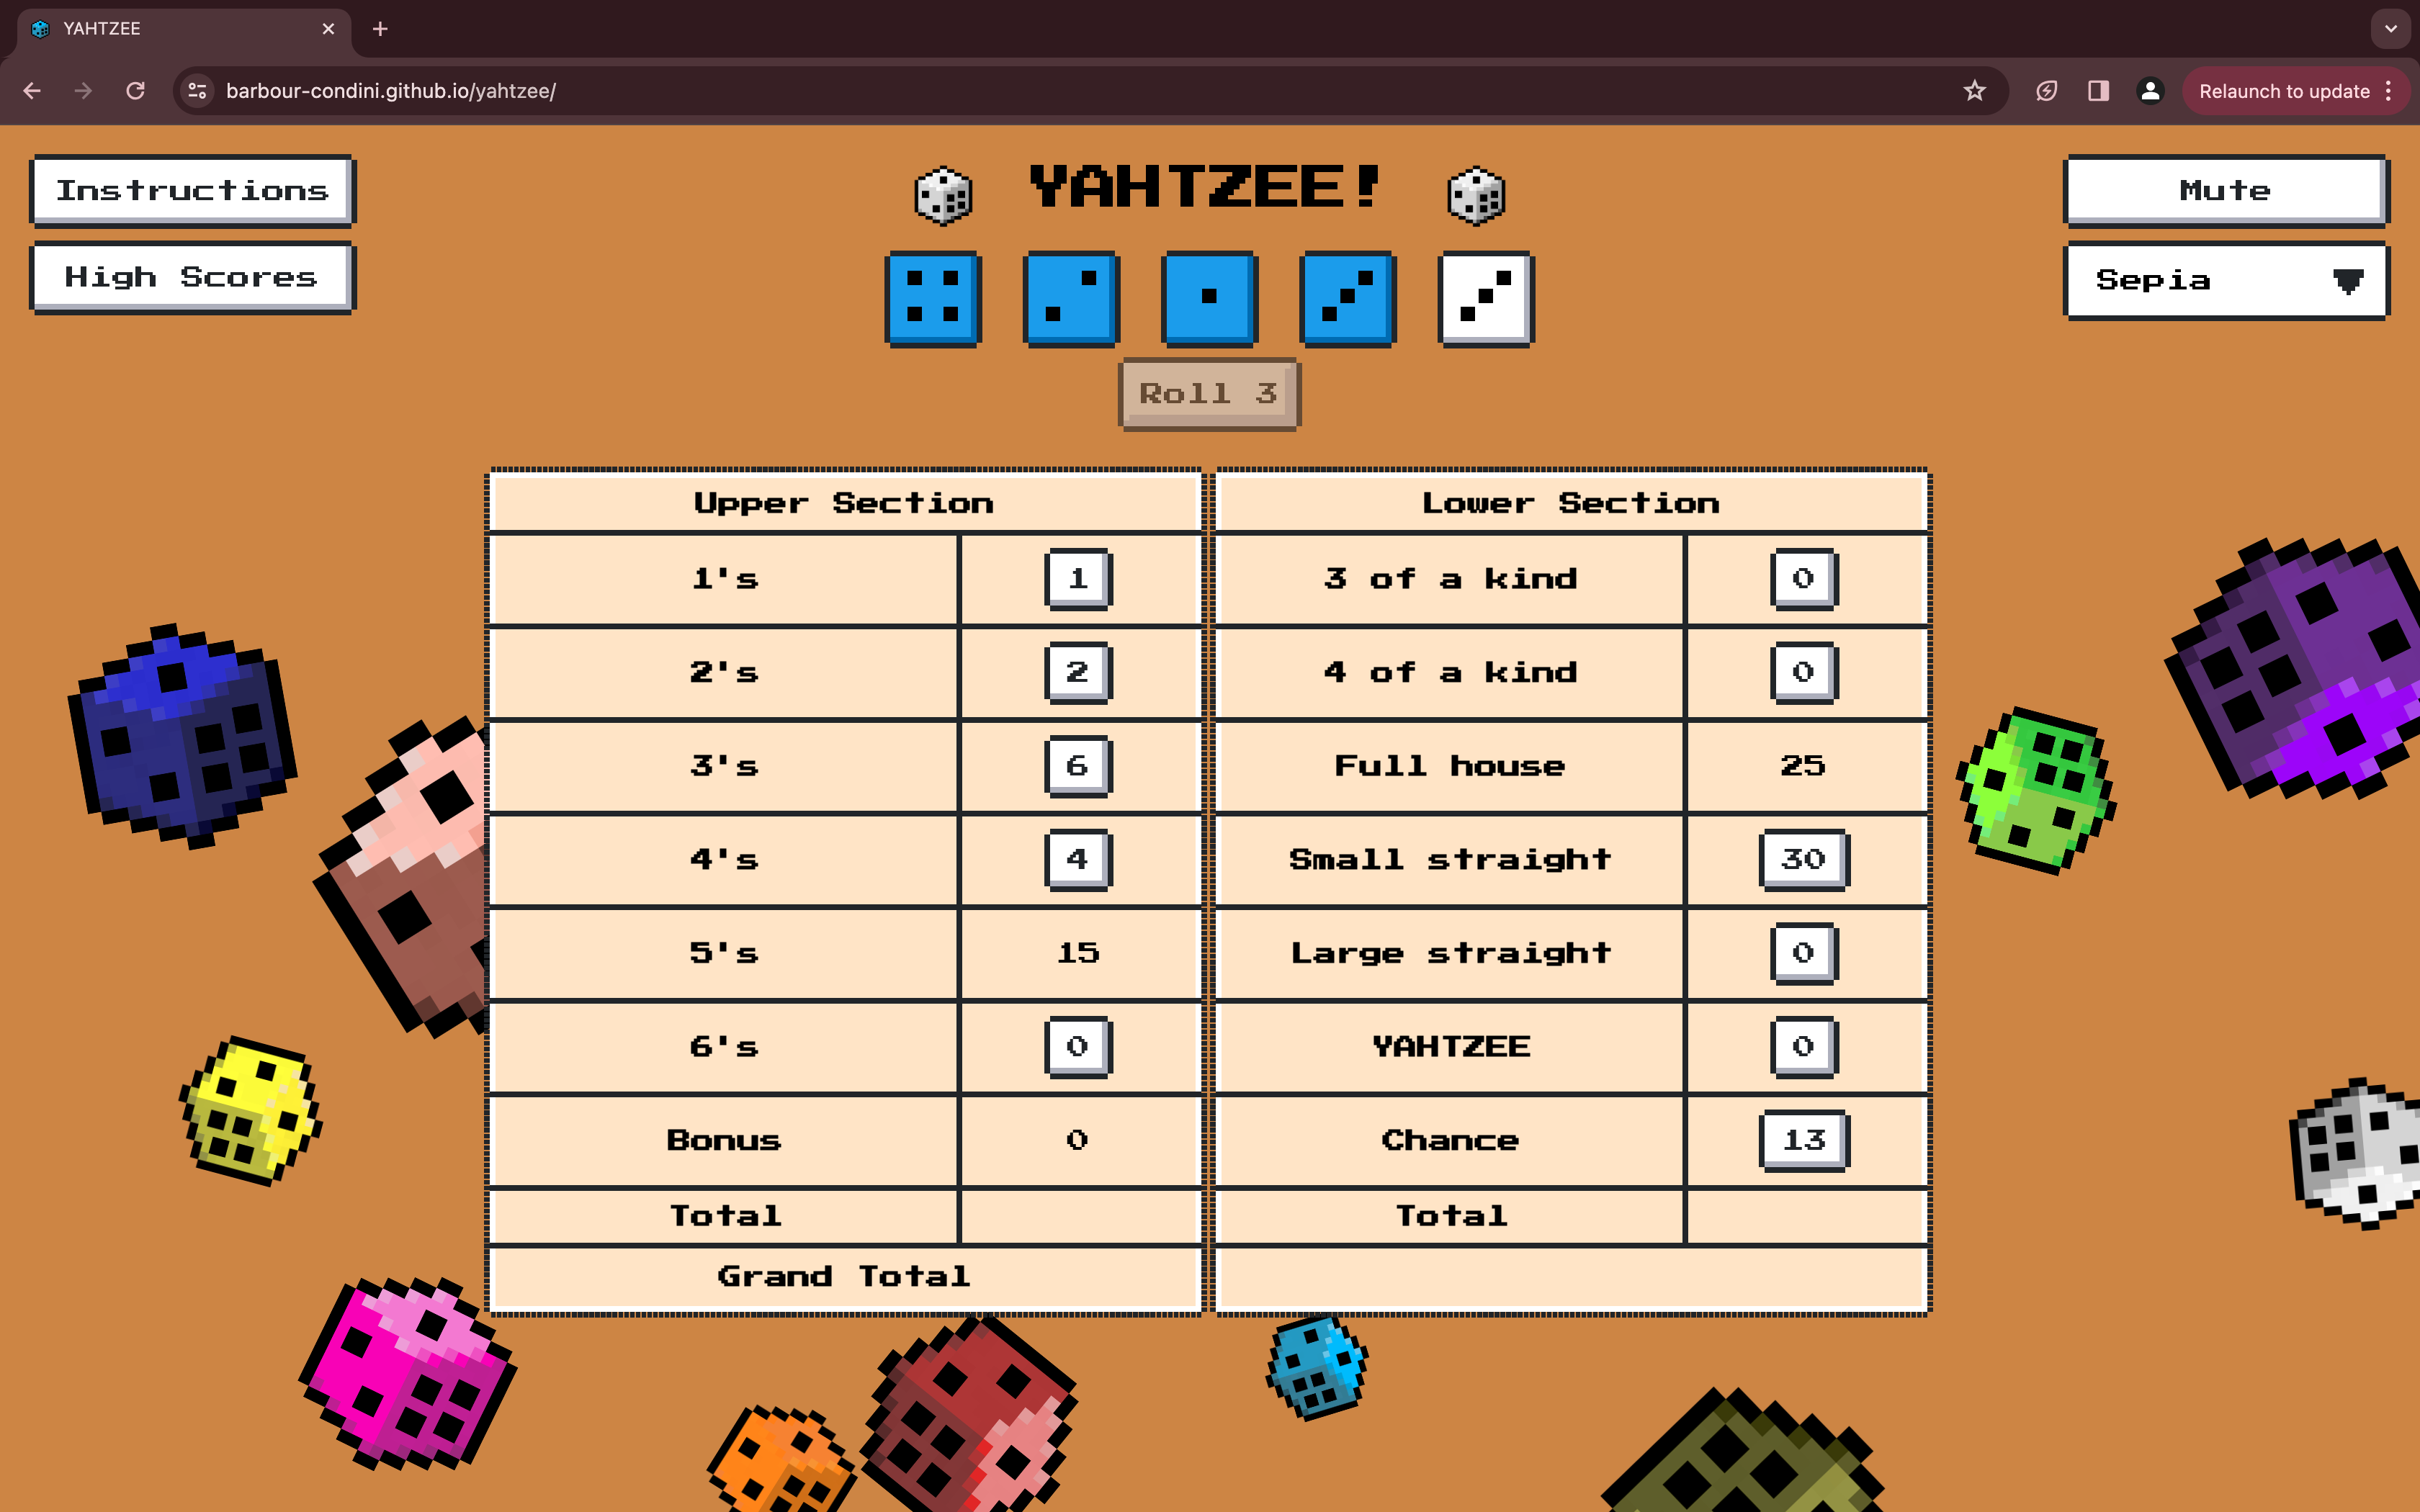 YAHTZEE
barbour-condini.github.io/yahtzee/
Relaunch to update
Instructions
YAHTZEE!
Mute
High Scores
Sepia
Roll 3
Upper Section
Lower Section
1's 1
3 of a kind 0
2's 2
4 of a kind 0
3's 6
Full house 25
4's 4
Small straight 30
5's 15
Large straight 0
6's 0
YAHTZEE 0
Bonus 0
Chance 13
Total
Total
Grand Total